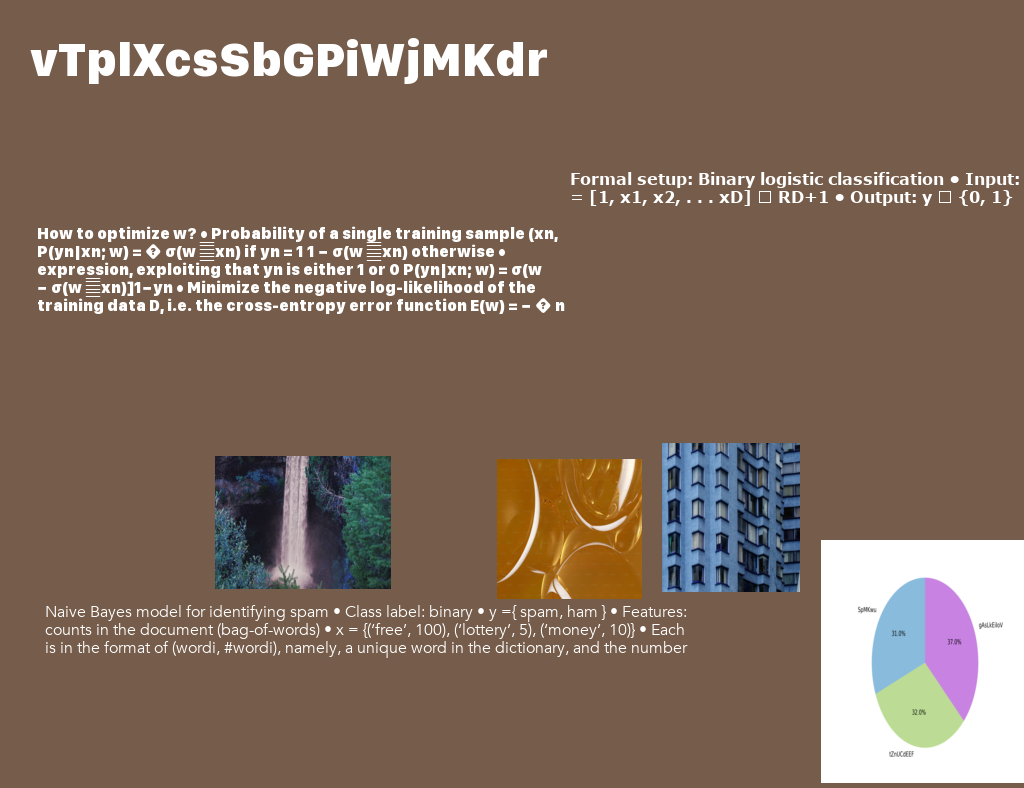 vTplXcsSbGPiWjMKdr
Formal setup: Binary logistic classification • Input:
= [1, x1, x2, . . . xD] □ RD+1 • Output: y □ {0, 1}
How to optimize w? • Probability of a single training sample (xn,
P(yn|xn; w) = � σ(w xn) if yn = 1 1 − σ(w xn) otherwise •
expression, exploiting that yn is either 1 or 0 P(yn|xn; w) = σ(w
− σ(w xn)]1−yn • Minimize the negative log-likelihood of the
training data D, i.e. the cross-entropy error function E(w) = − � n
Naive Bayes model for identifying spam • Class label: binary • y ={ spam, ham } • Features:
counts in the document (bag-of-words) • x = {(‘free’, 100), (‘lottery’, 5), (‘money’, 10)} • Each
is in the format of (wordi, #wordi), namely, a unique word in the dictionary, and the number
SpMKwu
31.0%
gAsLkEiloV
37.0%
32.0%
tZnUCdEEF